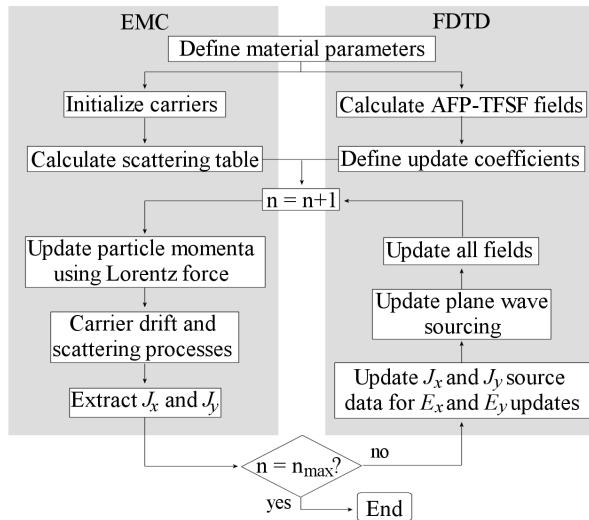 EMC
FDTD
Define material parameters
Initialize carriers
Calculate AFP-TFSF fields
Calculate scattering table
Define update coefficients
n = n+1
Update particle momenta
using Lorentz force
Update all fields
Carrier drift and
scattering processes
Update plane wave
sourcing
Extract Jx and Jy
Update Jx and Jy source
data for Ex and Ey updates
n = nmax?
no
yes
End